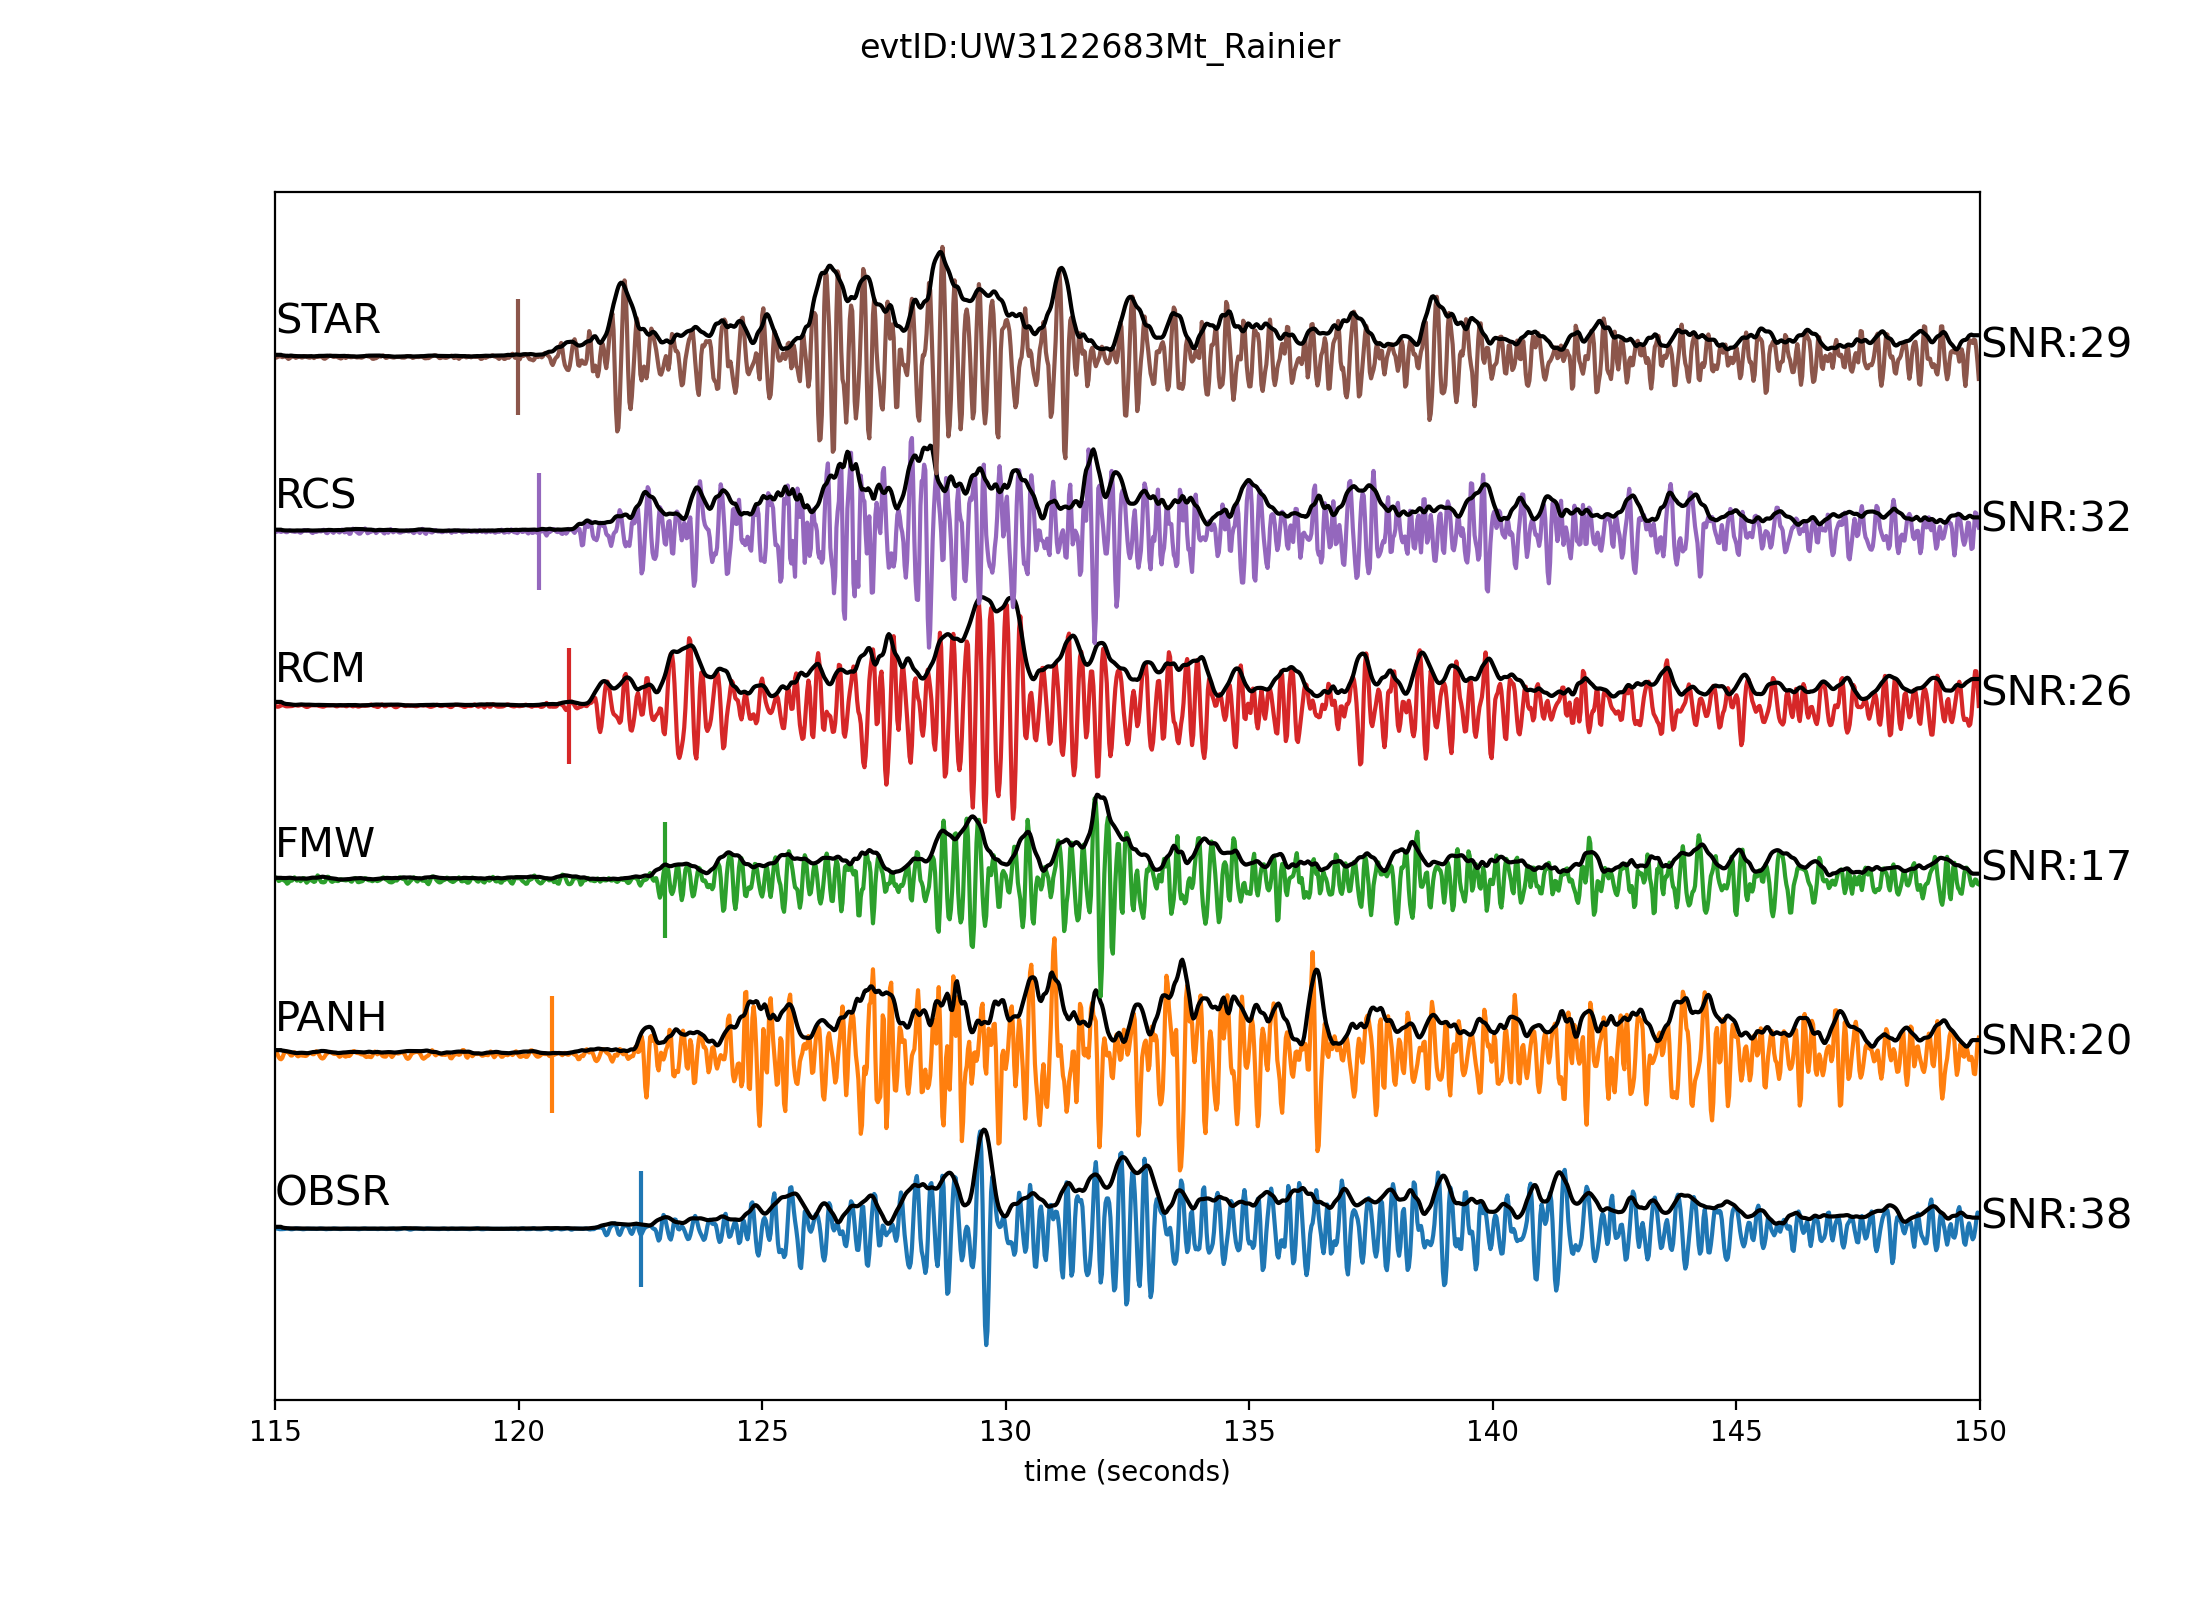 evtID:UW3122683Mt_Rainier
STAR
SNR:29
RCS
SNR:32
RCM
SNR:26
FMW
SNR:17
PANH
SNR:20
OBSR
SNR:38
115 120 125 130 135 140 145 150
time (seconds)